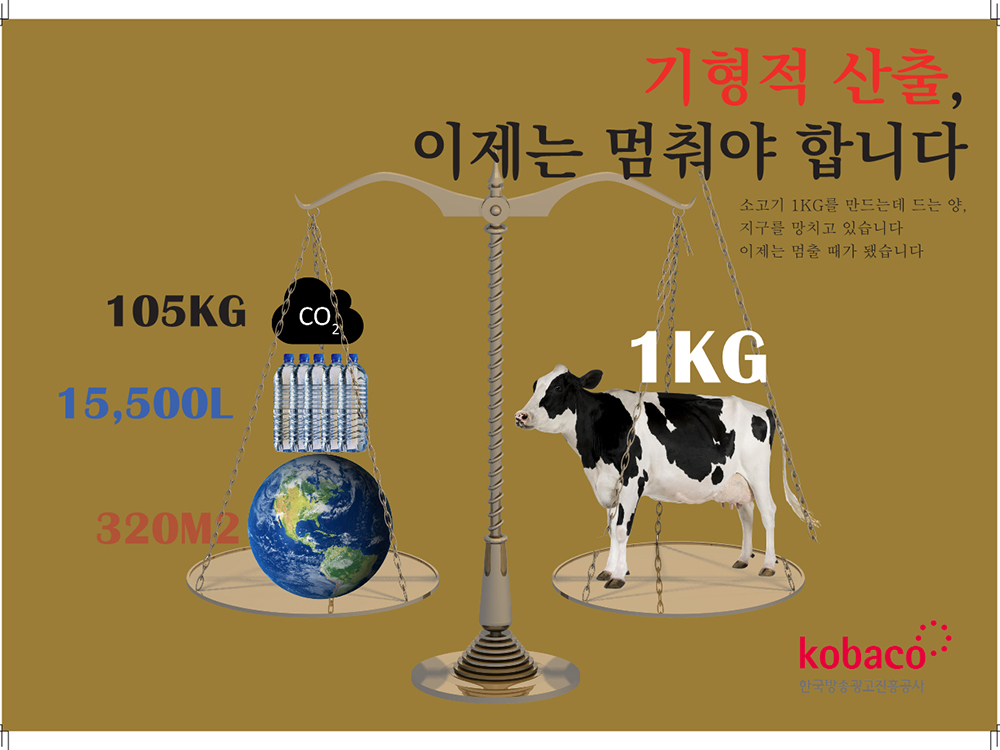 기형적 산출,
이제는 멈춰야 합니다
소고기 1KG를 만드는데 드는 양,
지구를 망치고 있습니다
이제는 멈출 때가 됐습니다
105KG
CO2
1KG
15,500L
320M2
kobaco
한국방송광고진흥공사